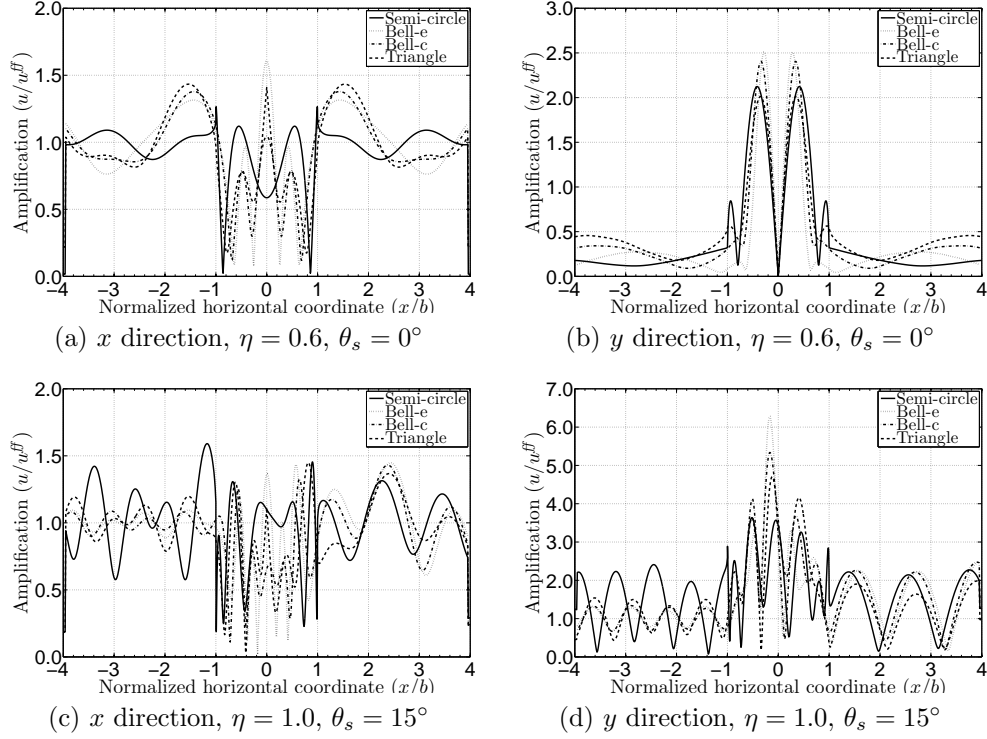 Amplification (u/u^ff)
2.0
1.5
1.0
0.5
0.0
Semi-circle
Bell-e
Bell-c
Triangle
−4 −3 −2 −1 0 1 2 3 4
Normalized horizontal coordinate (x/b)
(a) x direction, η = 0.6, θ_s = 0°
Amplification (u/u^ff)
3.0
2.5
2.0
1.5
1.0
0.5
0.0
Semi-circle
Bell-e
Bell-c
Triangle
−4 −3 −2 −1 0 1 2 3 4
Normalized horizontal coordinate (x/b)
(b) y direction, η = 0.6, θ_s = 0°
Amplification (u/u^ff)
2.0
1.5
1.0
0.5
0.0
Semi-circle
Bell-e
Bell-c
Triangle
−4 −3 −2 −1 0 1 2 3 4
Normalized horizontal coordinate (x/b)
(c) x direction, η = 1.0, θ_s = 15°
Amplification (u/u^ff)
7.0
6.0
5.0
4.0
3.0
2.0
1.0
0.0
Semi-circle
Bell-e
Bell-c
Triangle
−4 −3 −2 −1 0 1 2 3 4
Normalized horizontal coordinate (x/b)
(d) y direction, η = 1.0, θ_s = 15°